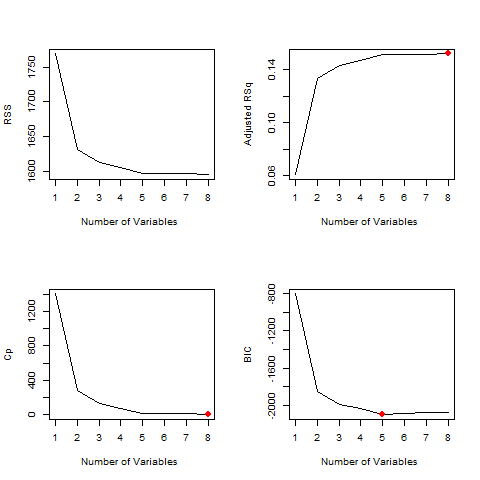 RSS
1600 1650 1700 1750
1 2 3 4 5 6 7 8
Number of Variables
Adjusted RSq
0.06 0.10 0.14
1 2 3 4 5 6 7 8
Number of Variables
Cp
0 400 800 1200
1 2 3 4 5 6 7 8
Number of Variables
BIC
-2000 -1600 -1200 -800
1 2 3 4 5 6 7 8
Number of Variables